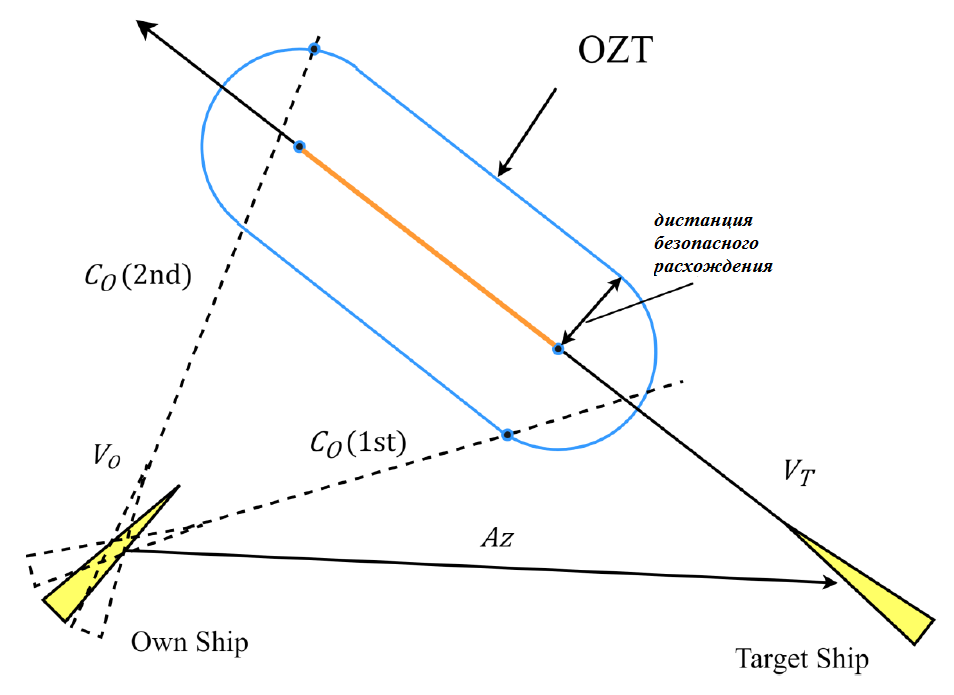 OZT
дистанция
безопасного
расхождения
C_O (2nd)
C_O (1st)
V_O
V_T
Az
Own Ship
Target Ship